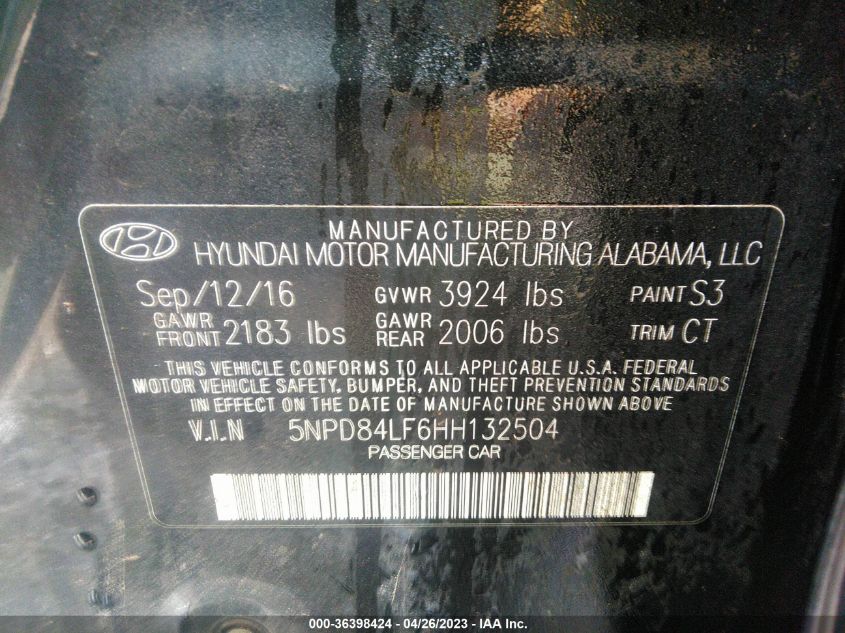 MANUFACTURED BY
HYUNDAI MOTOR MANUFACTURING ALABAMA, LLC
Sep/12/16 GVWR 3924 lbs PAINT S3
GAWR FRONT 2183 lbs GAWR REAR 2006 lbs TRIM CT
THIS VEHICLE CONFORMS TO ALL APPLICABLE U.S.A. FEDERAL
MOTOR VEHICLE SAFETY, BUMPER, AND THEFT PREVENTION STANDARDS
IN EFFECT ON THE DATE OF MANUFACTURE SHOWN ABOVE
V.I.N 5NPD84LF6HH132504
PASSENGER CAR
000-36398424 - 04/26/2023 - IAA Inc.